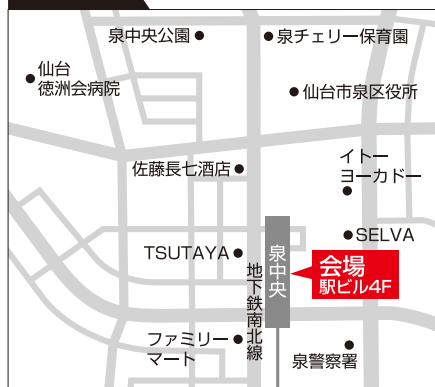 泉中央公園
泉チェリー保育園
仙台
徳洲会病院
仙台市泉区役所
佐藤長七酒店
イトー
ヨーカドー
SELVA
TSUTAYA
泉中央
会場
駅ビル4F
地下鉄南北線
ファミリー
マート
泉警察署